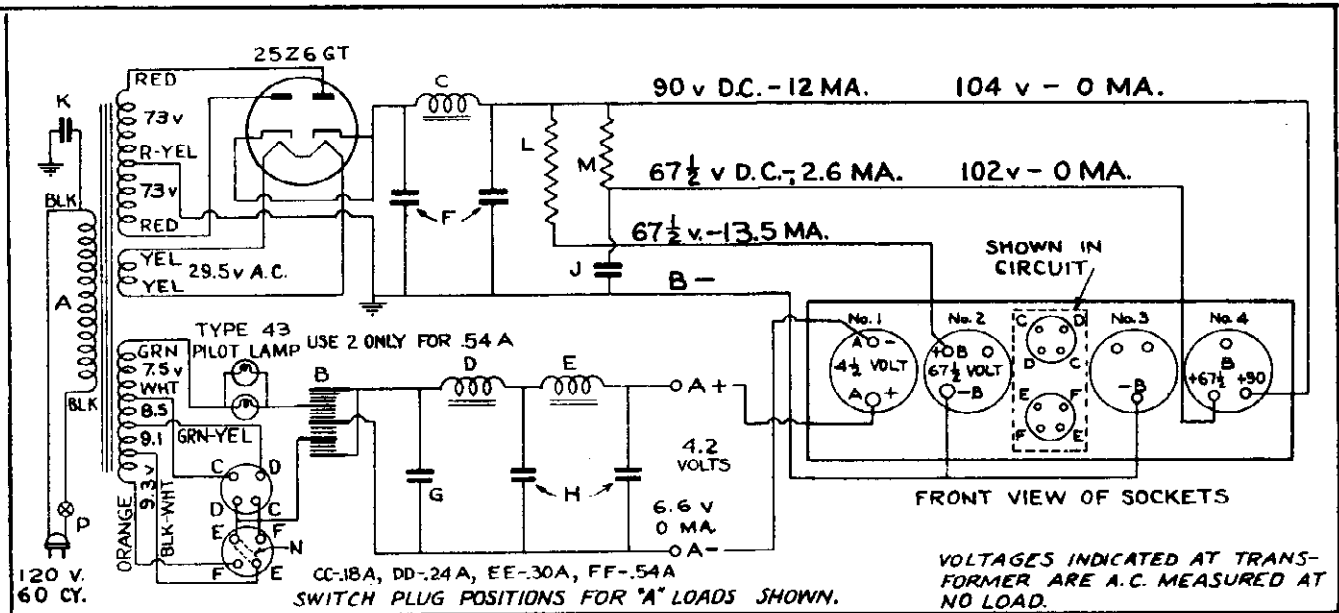 25Z6 GT
K
RED
73v
R-YEL
73v
RED
BLK
A
YEL
29.5v A.C.
YEL
C
F
L
M
J
90 v D.C. - 12 MA.
104 v - 0 MA.
67½ v D.C.- 2.6 MA.
102v - 0 MA.
67½ v. - 13.5 MA.
B -
SHOWN IN
CIRCUIT
No. 1
A -
4½ VOLT
A +
No. 2
+ B
67½ VOLT
-B
C D
D C
E F
F E
No. 3
-B
No. 4
B
+67½ +90
FRONT VIEW OF SOCKETS
TYPE 43
PILOT LAMP
USE 2 ONLY FOR .54 A
GRN
7.5v
WHT
8.5
GRN-YEL
9.1
9.3 v
ORANGE
BLK-WHT
BLK
P
120 V.
60 CY.
B
D
E
G
H
A +
4.2
VOLTS
6.6 V
0 MA
A-
C D
D C
E F
F E
N
CC-.18A, DD-.24A, EE-.30A, FF-.54A
SWITCH PLUG POSITIONS FOR "A" LOADS SHOWN.
VOLTAGES INDICATED AT TRANS-
FORMER ARE A.C. MEASURED AT
NO LOAD.